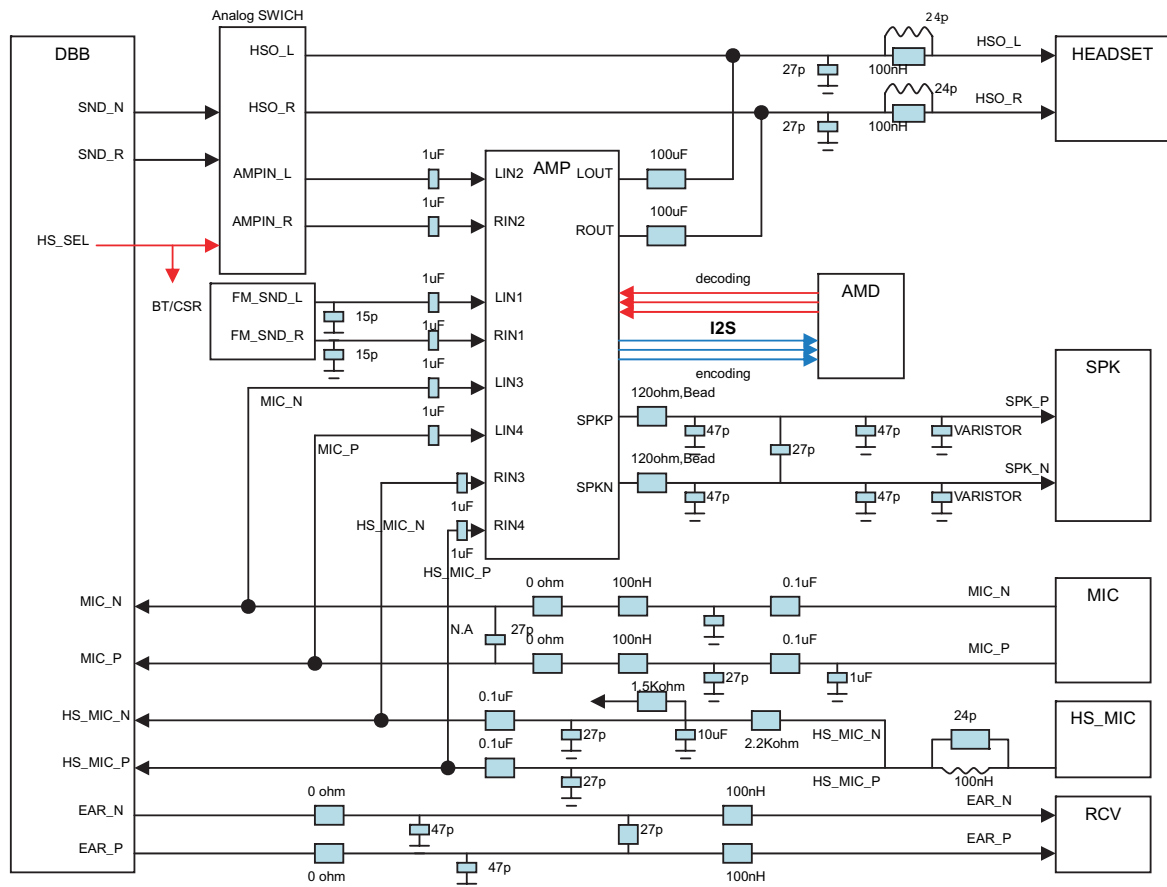 Analog SWICH
24p
DBB
HSO_L
HSO_L
HEADSET
27p
100nH
24p
SND_N
HSO_R
HSO_R
27p
100nH
SND_R
1uF
AMP
100uF
AMPIN_L
LIN2
LOUT
1uF
100uF
AMPIN_R
RIN2
ROUT
HS_SEL
decoding
1uF
AMD
BT/CSR
FM_SND_L
LIN1
15p
1uF
I2S
FM_SND_R
RIN1
15p
1uF
encoding
SPK
MIC_N
LIN3
120ohm,Bead
1uF
SPK_P
SPKP
MIC_P
LIN4
47p
47p
VARISTOR
27p
120ohm,Bead
RIN3
SPKN
SPK_N
1uF
47p
47p
VARISTOR
HS_MIC_N
RIN4
1uF
HS_MIC_P
0 ohm
100nH
0.1uF
MIC_N
MIC_N
MIC
N.A
27p
0 ohm
100nH
0.1uF
MIC_P
MIC_P
27p
1uF
1.5Kohm
0.1uF
24p
HS_MIC_N
HS_MIC
27p
10uF
2.2Kohm
HS_MIC_N
0.1uF
HS_MIC_P
27p
HS_MIC_P
100nH
0 ohm
100nH
EAR_N
EAR_N
RCV
47p
27p
EAR_P
EAR_P
47p
0 ohm
100nH